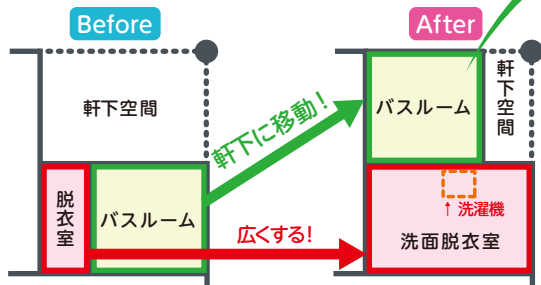 Before
軒下空間
脱衣室
バスルーム
軒下に移動!
広くする!
After
バスルーム
軒下空間
↑ 洗濯機
洗面脱衣室